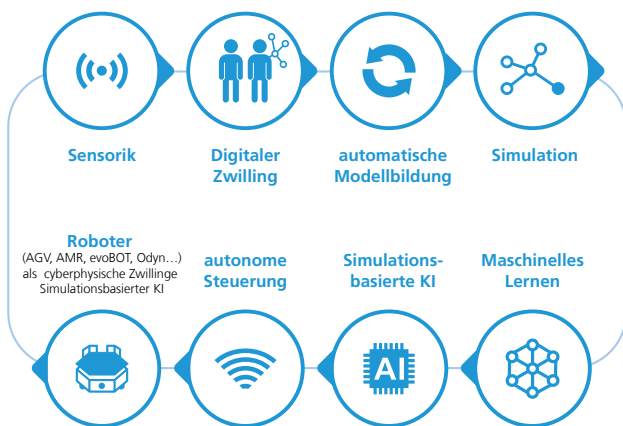 Sensorik
Digitaler
Zwilling
automatische
Modellbildung
Simulation
Roboter
(AGV, AMR, evoBOT, Odyn…)
als cyberphysische Zwillinge
Simulationsbasierter KI
autonome
Steuerung
Simulations-
basierte KI
Maschinelles
Lernen
AI